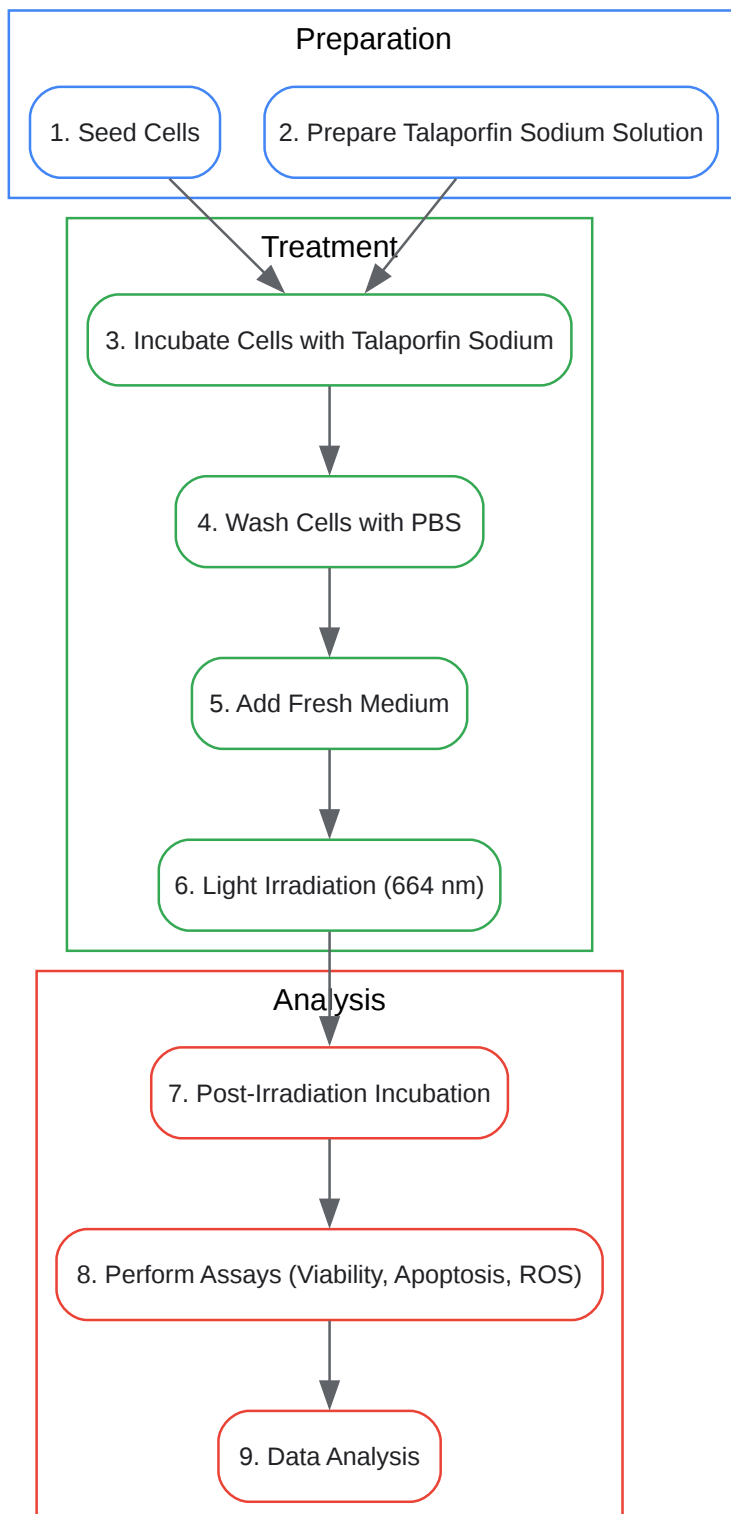 Preparation
1. Seed Cells
2. Prepare Talaporfin Sodium Solution
Treatment
3. Incubate Cells with Talaporfin Sodium
4. Wash Cells with PBS
5. Add Fresh Medium
6. Light Irradiation (664 nm)
Analysis
7. Post-Irradiation Incubation
8. Perform Assays (Viability, Apoptosis, ROS)
9. Data Analysis